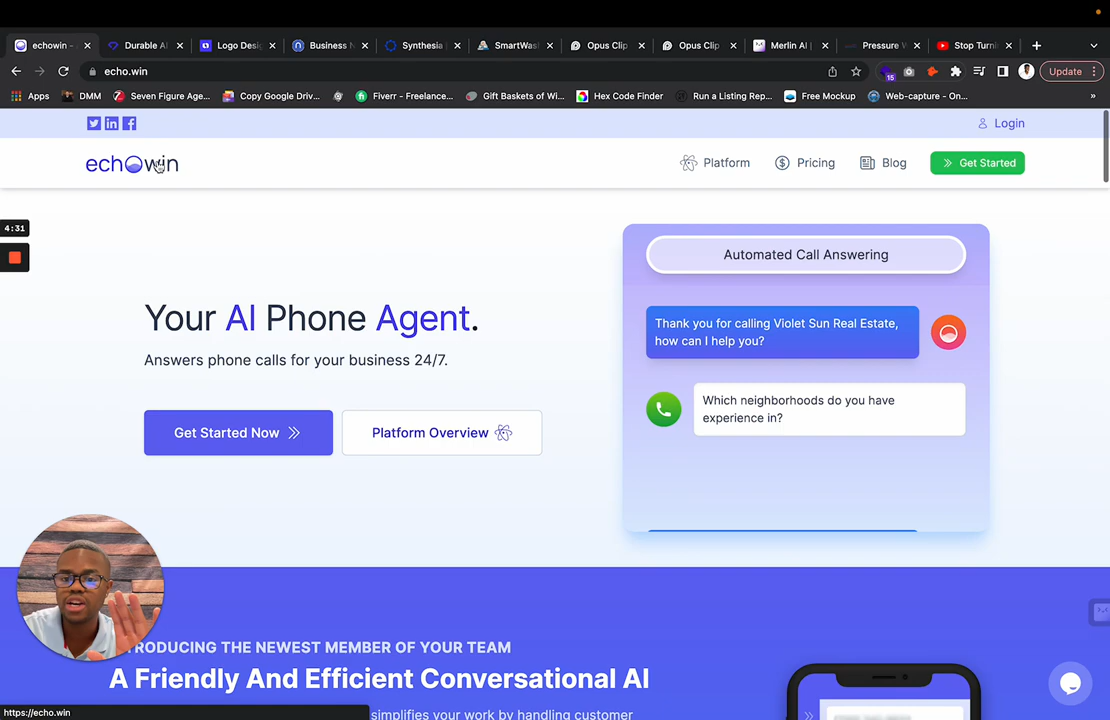 echowin -
Durable AI
Logo Desi
Business N
Synthesia
SmartWas
Opus Clip
Opus Clip
Merlin AI |
Pressure W
Stop Turni
echo.win
15
Update
Apps
DMM
Seven Figure Age...
Copy Google Driv...
Fiverr - Freelance...
Gift Baskets of Wi...
Hex Code Finder
Run a Listing Rep...
Free Mockup
Web-capture - On...
»
Login
echowin
Platform
Pricing
Blog
Get Started
4:31
Automated Call Answering
Thank you for calling Violet Sun Real Estate,
how can I help you?
Which neighborhoods do you have
experience in?
Your AI Phone Agent.
Answers phone calls for your business 24/7.
Get Started Now
Platform Overview
TRODUCING THE NEWEST MEMBER OF YOUR TEAM
A Friendly And Efficient Conversational AI
simplifies your work by handling customer
https://echo.win